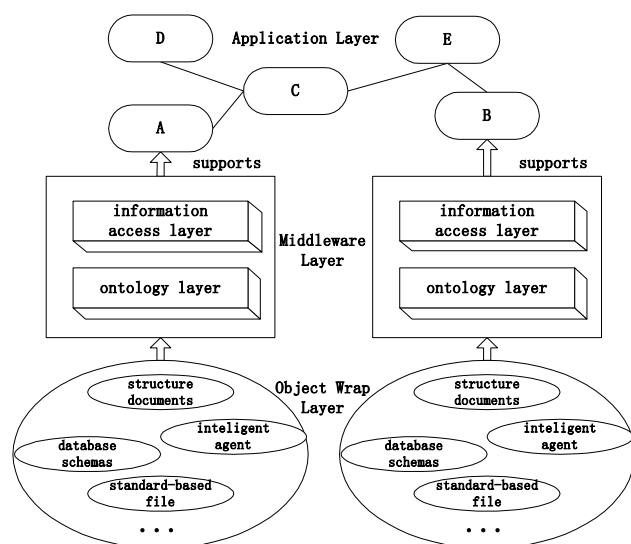 D
Application Layer
E
C
A
B
supports
supports
information
access layer
ontology layer
Middleware
Layer
information
access layer
ontology layer
Object Wrap
Layer
structure
documents
inteligent
agent
database
schemas
standard-based
file
...
structure
documents
inteligent
agent
database
schemas
standard-based
file
...